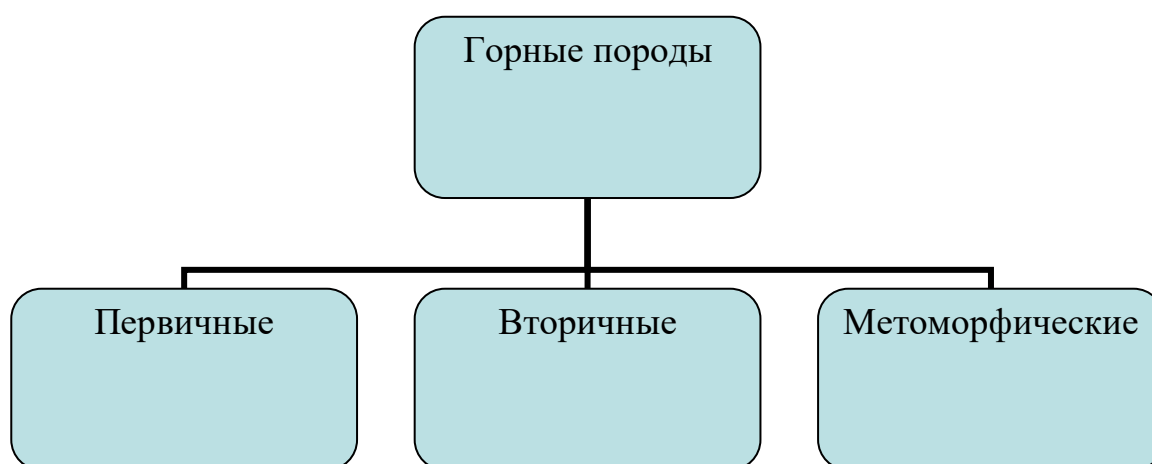 Горные породы
Первичные
Вторичные
Метоморфические